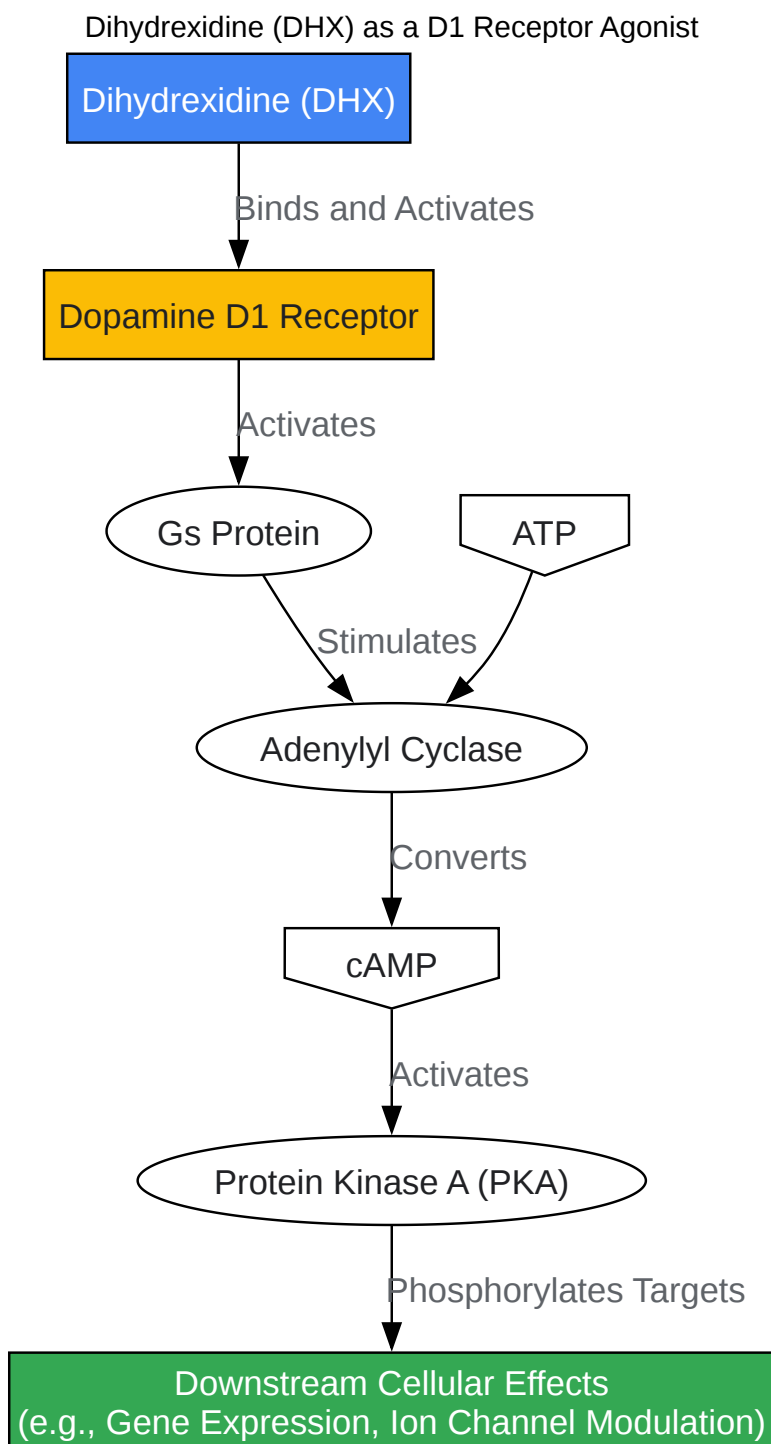 Dihydrexidine (DHX) as a D1 Receptor Agonist
Dihydrexidine (DHX)
Binds and Activates
Dopamine D1 Receptor
Activates
Gs Protein
ATP
Stimulates
Adenylyl Cyclase
Converts
cAMP
Activates
Protein Kinase A (PKA)
Phosphorylates Targets
Downstream Cellular Effects
(e.g., Gene Expression, Ion Channel Modulation)